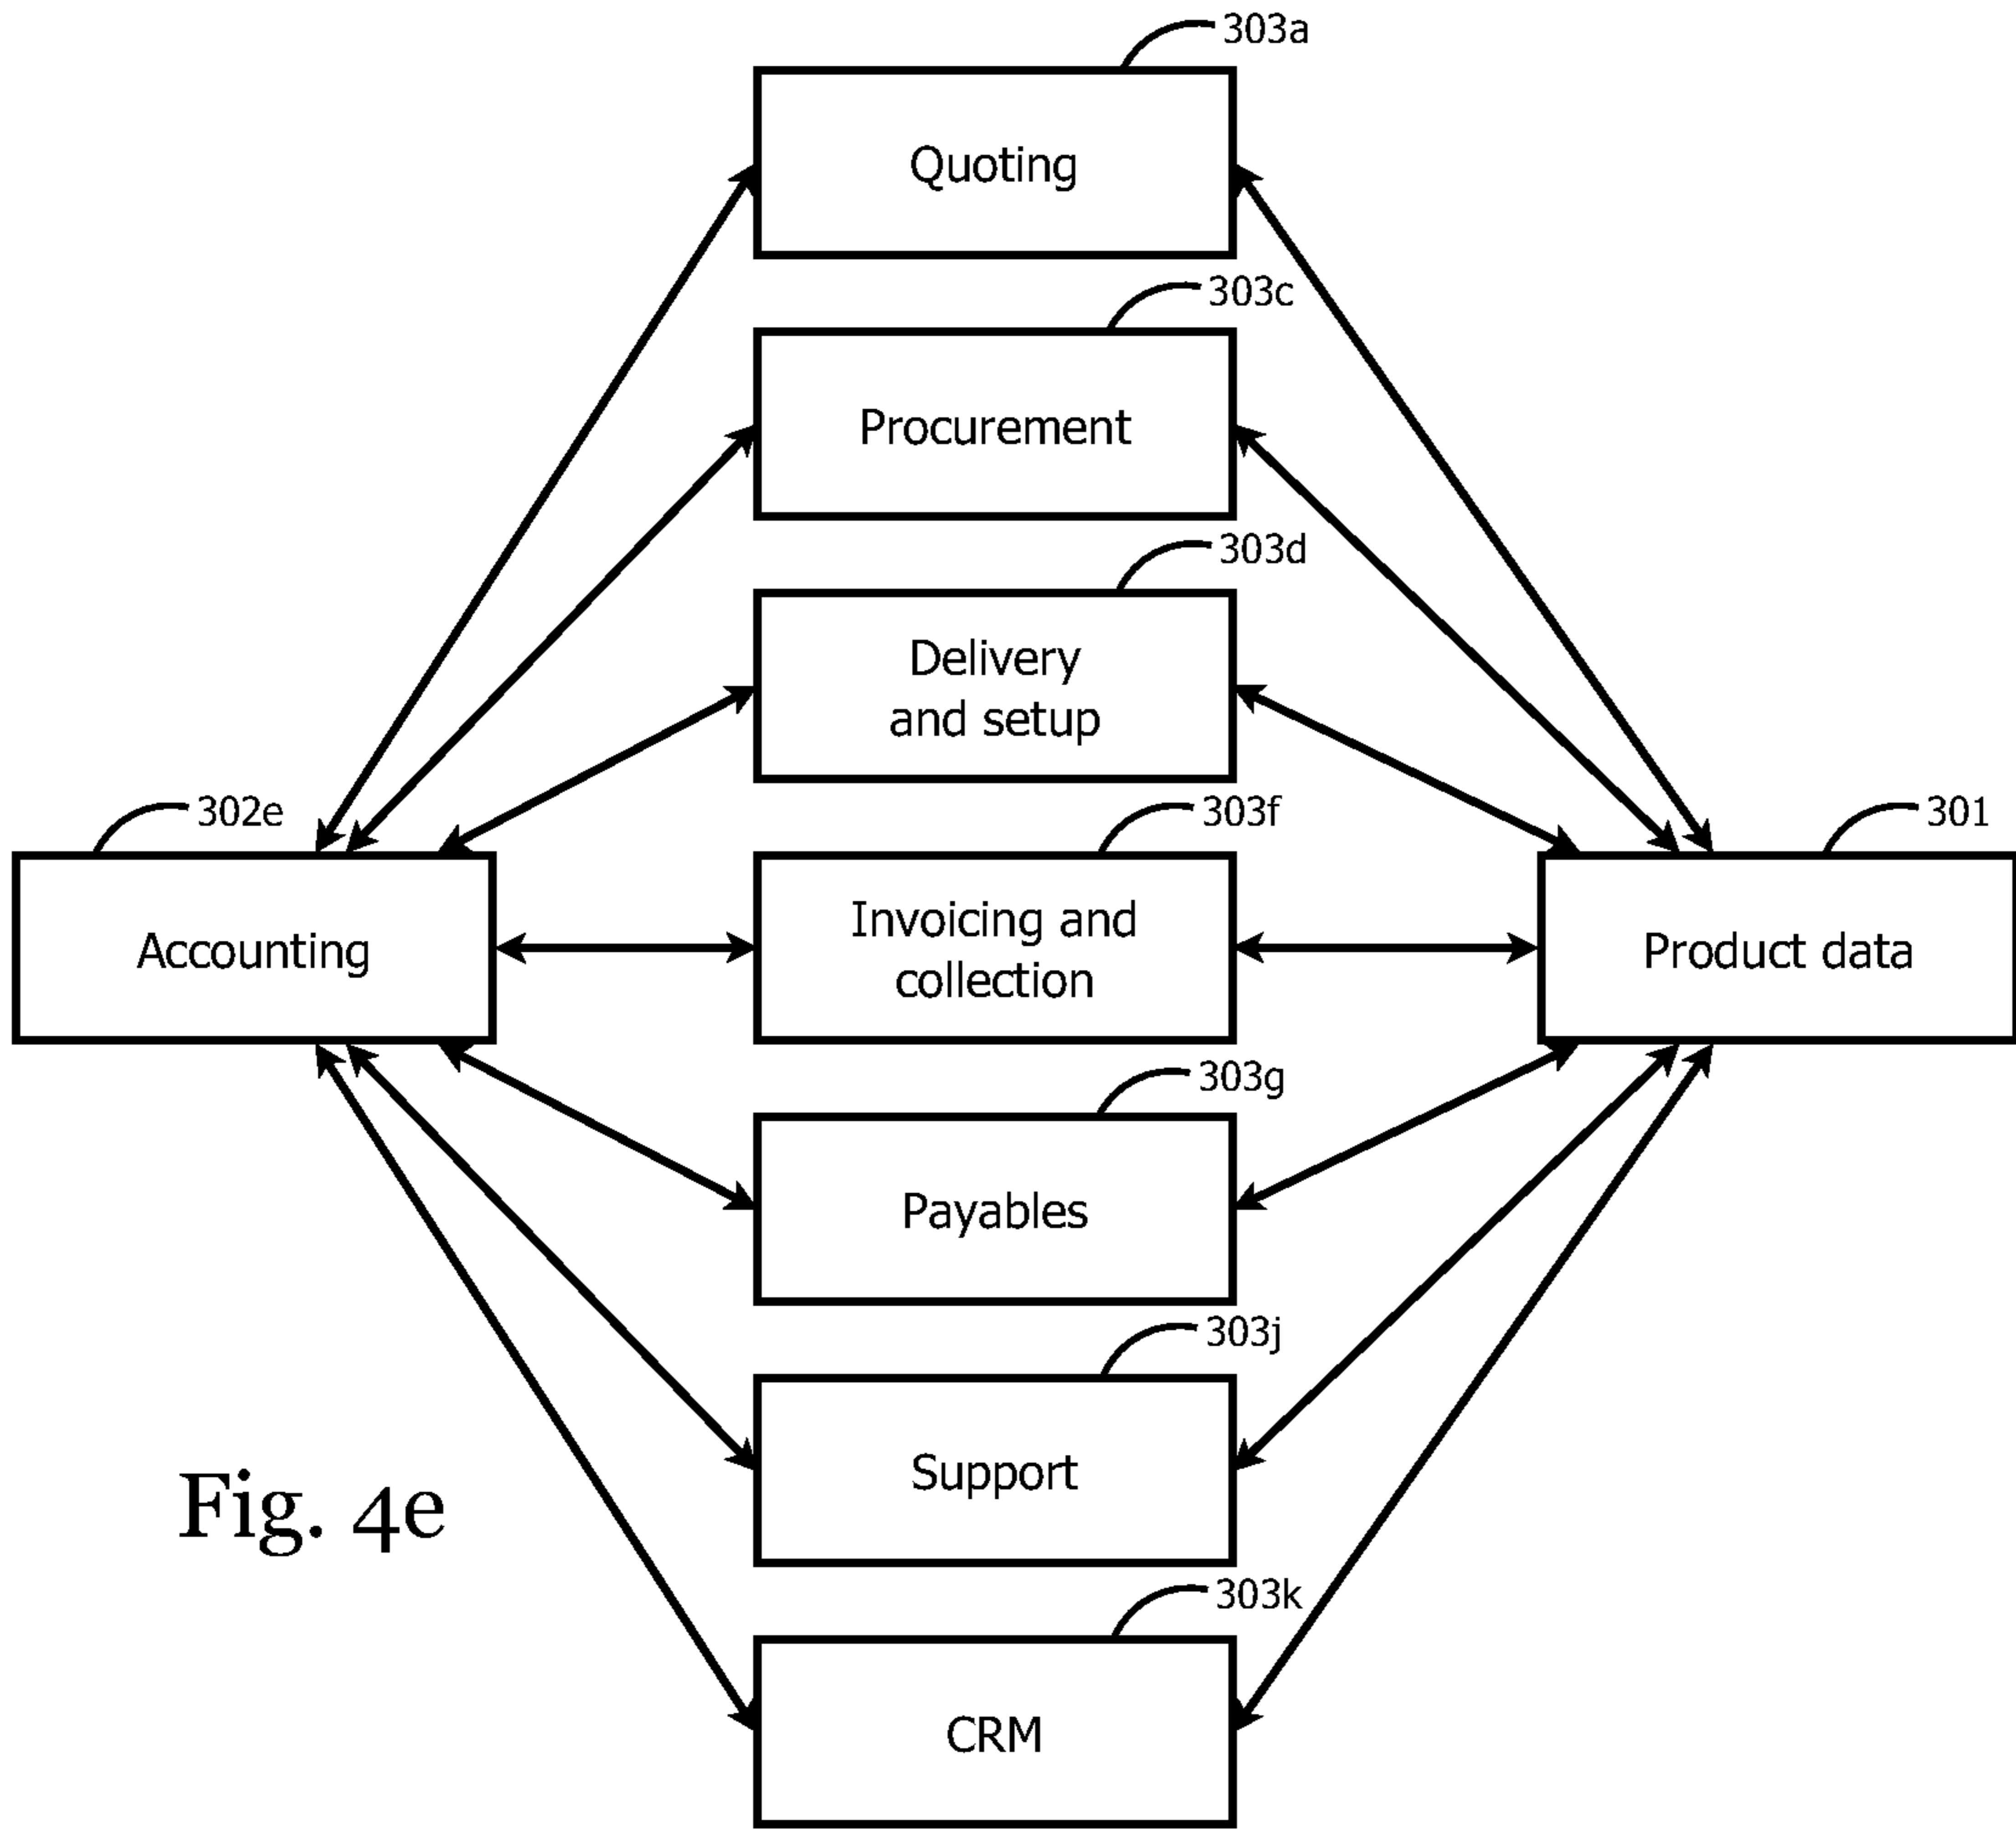 303a
Quoting
303c
Procurement
303d
Delivery
and setup
302e
303f
301
Accounting
Invoicing and
collection
Product data
303g
Payables
303j
Support
Fig. 4e
303k
CRM